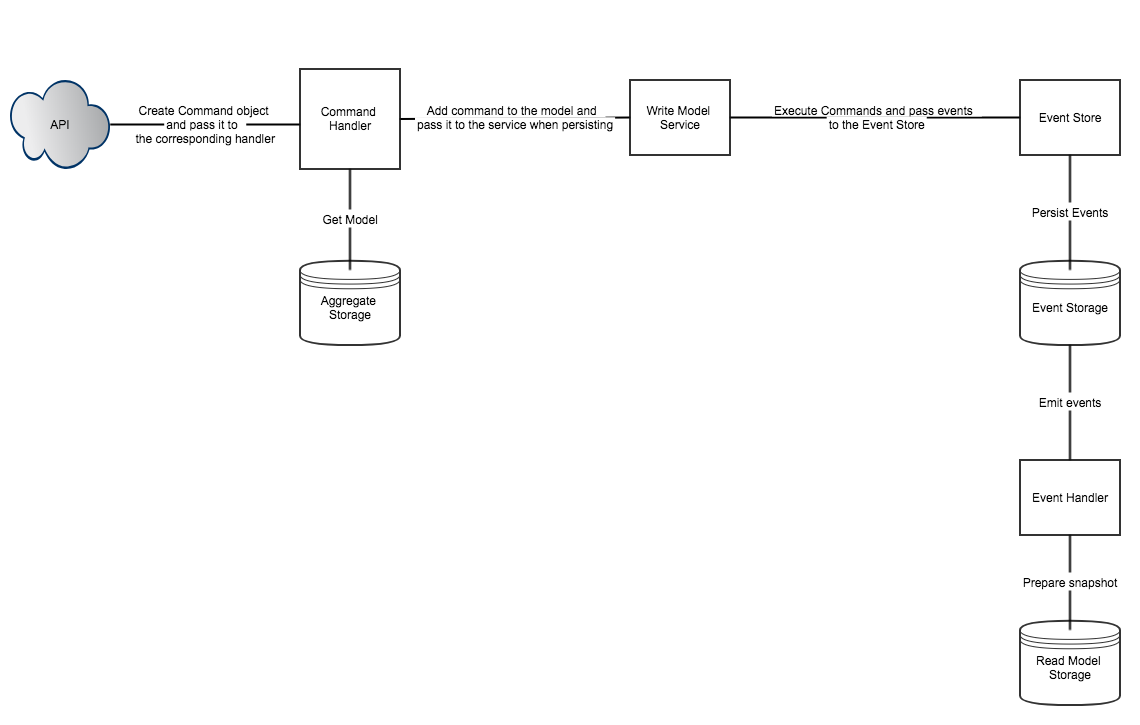 API
Create Command object
and pass it to
the corresponding handler
Command
Handler
Add command to the model and
pass it to the service when persisting
Write Model
Service
Execute Commands and pass events
to the Event Store
Event Store
Get Model
Persist Events
Aggregate
Storage
Event Storage
Emit events
Event Handler
Prepare snapshot
Read Model
Storage